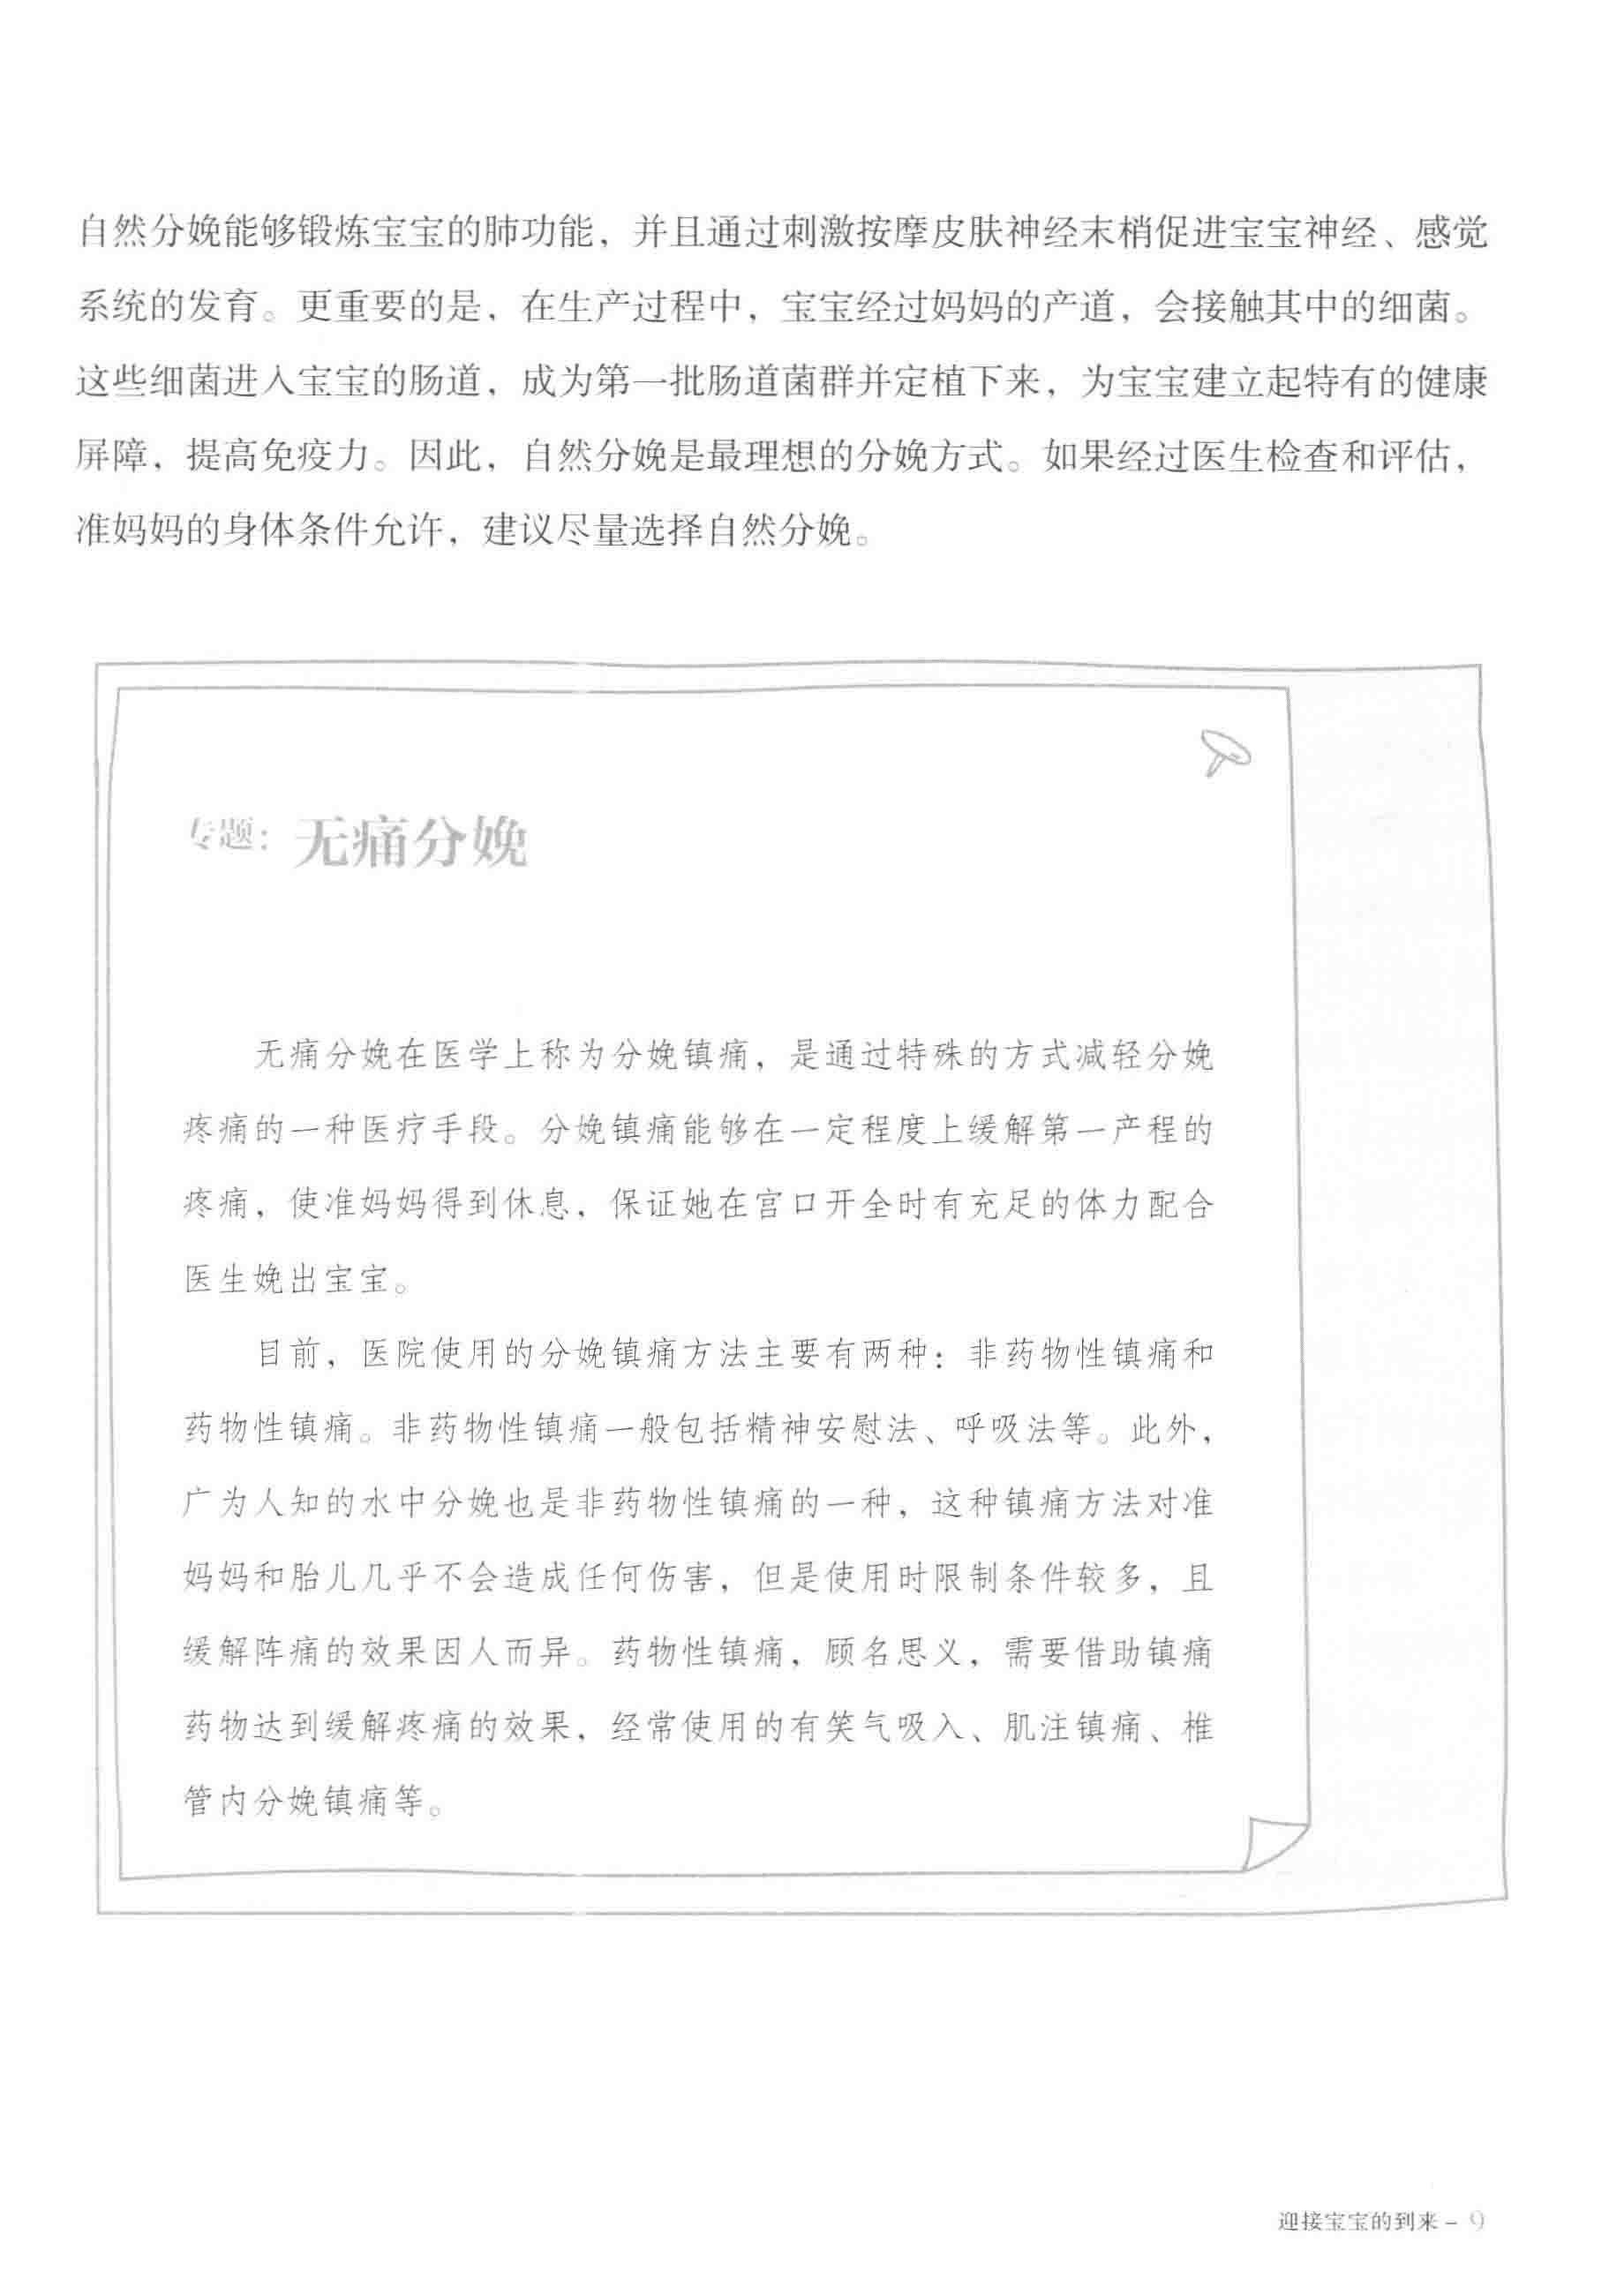 自然分娩能够锻炼宝宝的肺功能，并且通过刺激按摩皮肤神经末梢促进宝宝神经、感觉
系统的发育。更重要的是，在生产过程中，宝宝经过妈妈的产道，会接触其中的细菌。
这些细菌进入宝宝的肠道，成为第一批肠道菌群并定植下来，为宝宝建立起特有的健康
屏障，提高免疫力。因此，自然分娩是最理想的分娩方式。如果经过医生检查和评估，
准妈妈的身体条件允许，建议尽量选择自然分娩。
专题：无痛分娩
无痛分娩在医学上称为分娩镇痛，是通过特殊的方式减轻分娩
疼痛的一种医疗手段。分娩镇痛能够在一定程度上缓解第一产程的
疼痛，使准妈妈得到休息，保证她在宫口开全时有充足的体力配合
医生娩出宝宝。
目前，医院使用的分娩镇痛方法主要有两种：非药物性镇痛和
药物性镇痛。非药物性镇痛一般包括精神安慰法、呼吸法等。此外，
广为人知的水中分娩也是非药物性镇痛的一种，这种镇痛方法对准
妈妈和胎儿几乎不会造成任何伤害，但是使用时限制条件较多，且
缓解阵痛的效果因人而异。药物性镇痛，顾名思义，需要借助镇痛
药物达到缓解疼痛的效果，经常使用的有笑气吸入、肌注镇痛、椎
管内分娩镇痛等。
迎接宝宝的到来 – 9